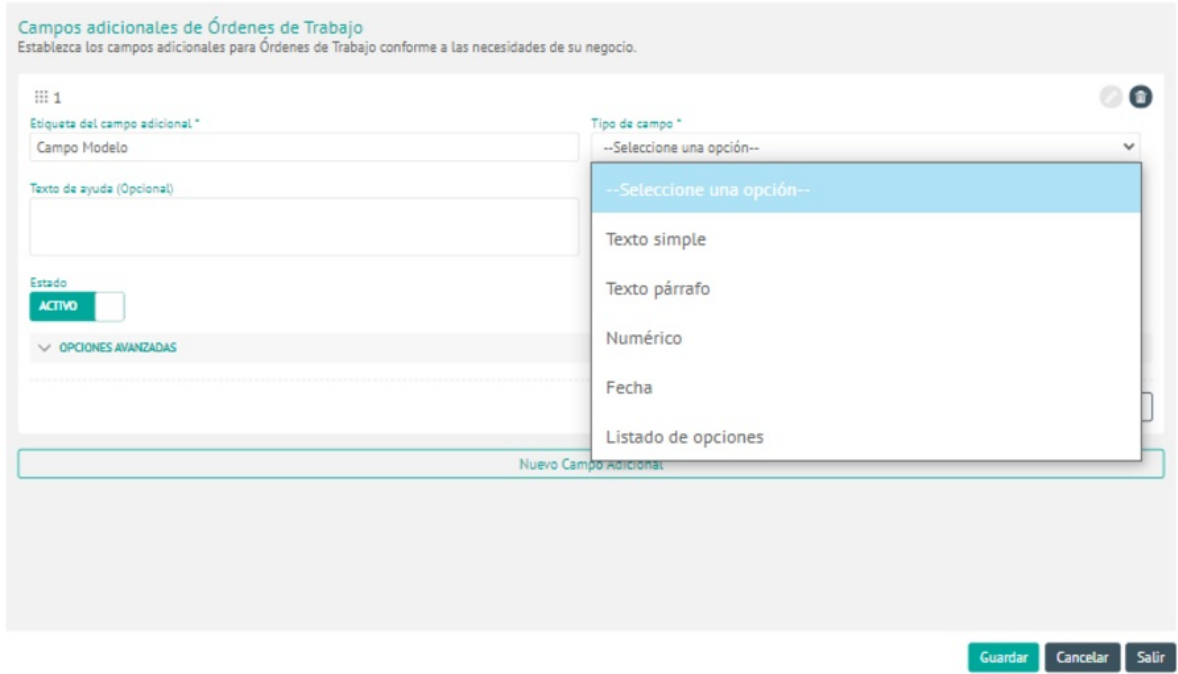 Campos adicionales de Órdenes de Trabajo
Establezca los campos adicionales para Órdenes de Trabajo conforme a las necesidades de su negocio.
1
Etiqueta del campo adicional *
Tipo de campo *
Campo Modelo
--Seleccione una opción--
Texto de ayuda (Opcional)
--Seleccione una opción--
Texto simple
Texto párrafo
Numérico
Fecha
Listado de opciones
Estado
ACTIVO
OPCIONES AVANZADAS
Nuevo Campo Adicional
Guardar
Cancelar
Salir